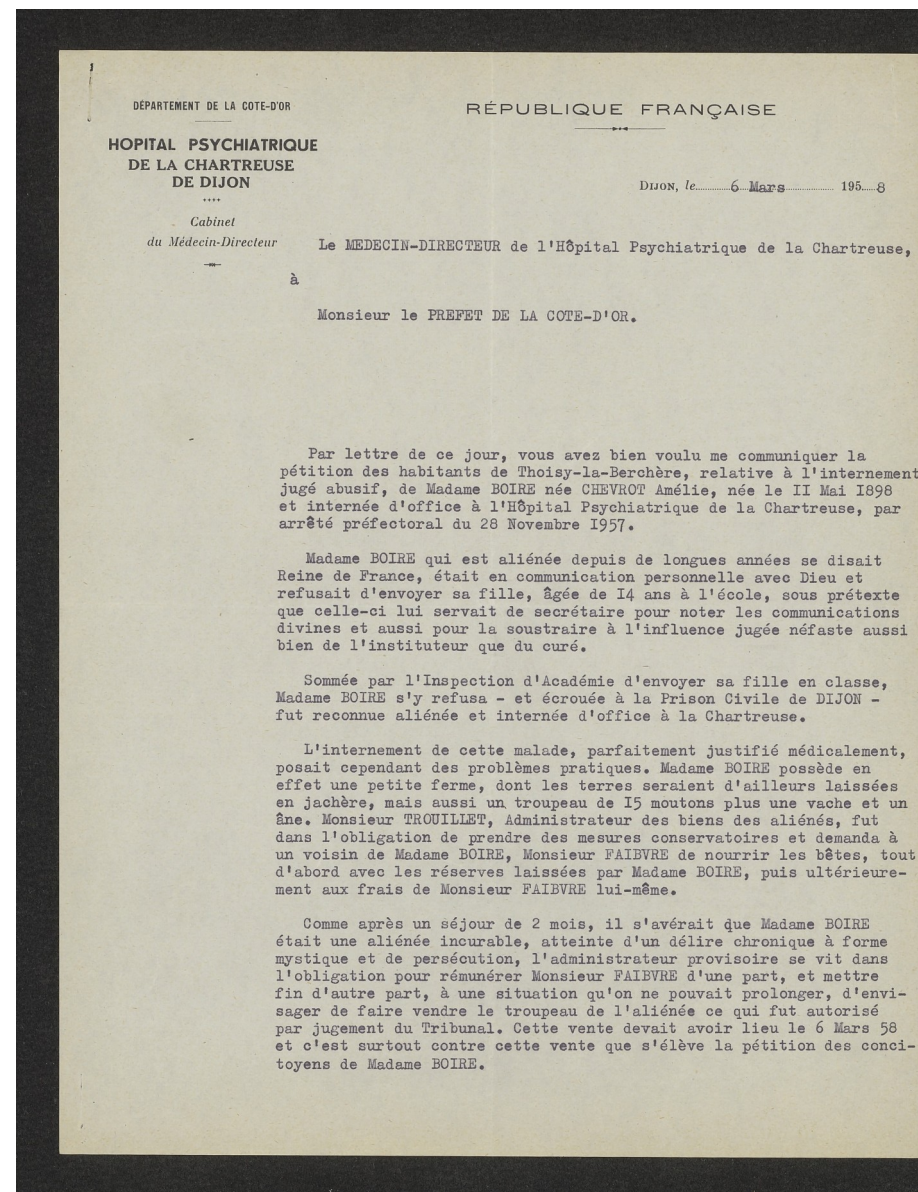 DÉPARTEMENT DE LA COTE-D'OR
HOPITAL PSYCHIATRIQUE
DE LA CHARTREUSE
DE DIJON
Cabinet
du Médecin-Directeur
RÉPUBLIQUE FRANÇAISE
DIJON, le 6 Mars 1958
Le MEDECIN-DIRECTEUR de l'Hôpital Psychiatrique de la Chartreuse,
à
Monsieur le PREFET DE LA COTE-D'OR.
Par lettre de ce jour, vous avez bien voulu me communiquer la
pétition des habitants de Thoisy-la-Berchère, relative à l'internement
jugé abusif, de Madame BOIRE née CHEVROT Amélie, née le II Mai I898
et internée d'office à l'Hôpital Psychiatrique de la Chartreuse, par
arrêté préfectoral du 28 Novembre I957.
Madame BOIRE qui est aliénée depuis de longues années se disait
Reine de France, était en communication personnelle avec Dieu et
refusait d'envoyer sa fille, âgée de I4 ans à l'école, sous prétexte
que celle-ci lui servait de secrétaire pour noter les communications
divines et aussi pour la soustraire à l'influence jugée néfaste aussi
bien de l'instituteur que du curé.
Sommée par l'Inspection d'Académie d'envoyer sa fille en classe,
Madame BOIRE s'y refusa - et écrouée à la Prison Civile de DIJON -
fut reconnue aliénée et internée d'office à la Chartreuse.
L'internement de cette malade, parfaitement justifié médicalement,
posait cependant des problèmes pratiques. Madame BOIRE possède en
effet une petite ferme, dont les terres seraient d'ailleurs laissées
en jachère, mais aussi un troupeau de I5 moutons plus une vache et un
âne. Monsieur TROUILLET, Administrateur des biens des aliénés, fut
dans l'obligation de prendre des mesures conservatoires et demanda à
un voisin de Madame BOIRE, Monsieur FAIBVRE de nourrir les bêtes, tout
d'abord avec les réserves laissées par Madame BOIRE, puis ultérieure-
ment aux frais de Monsieur FAIBVRE lui-même.
Comme après un séjour de 2 mois, il s'avérait que Madame BOIRE
était une aliénée incurable, atteinte d'un délire chronique à forme
mystique et de persécution, l'administrateur provisoire se vit dans
l'obligation pour rémunérer Monsieur FAIBVRE d'une part, et mettre
fin d'autre part, à une situation qu'on ne pouvait prolonger, d'envi-
sager de faire vendre le troupeau de l'aliénée ce qui fut autorisé
par jugement du Tribunal. Cette vente devait avoir lieu le 6 Mars 58
et c'est surtout contre cette vente que s'élève la pétition des conci-
toyens de Madame BOIRE.